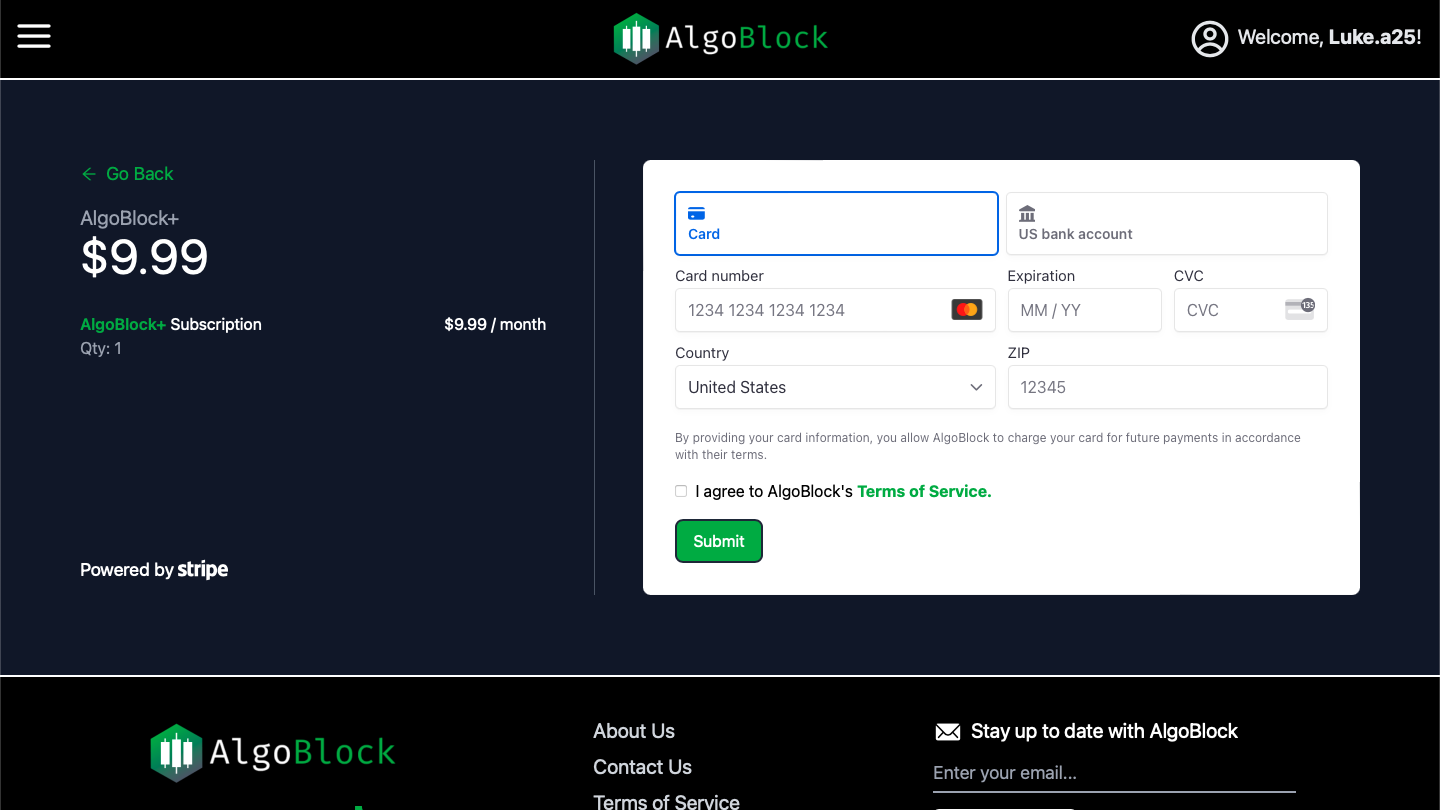 AlgoBlock
Welcome, Luke.a25!
Go Back
AlgoBlock+
$9.99
AlgoBlock+ Subscription $9.99 / month
Qty: 1
Powered by stripe
Card
US bank account
Card number
1234 1234 1234 1234
Expiration
MM / YY
CVC
CVC
135
Country
United States
ZIP
12345
By providing your card information, you allow AlgoBlock to charge your card for future payments in accordance
with their terms.
I agree to AlgoBlock's Terms of Service.
Submit
AlgoBlock
About Us
Contact Us
Terms of Service
Stay up to date with AlgoBlock
Enter your email...